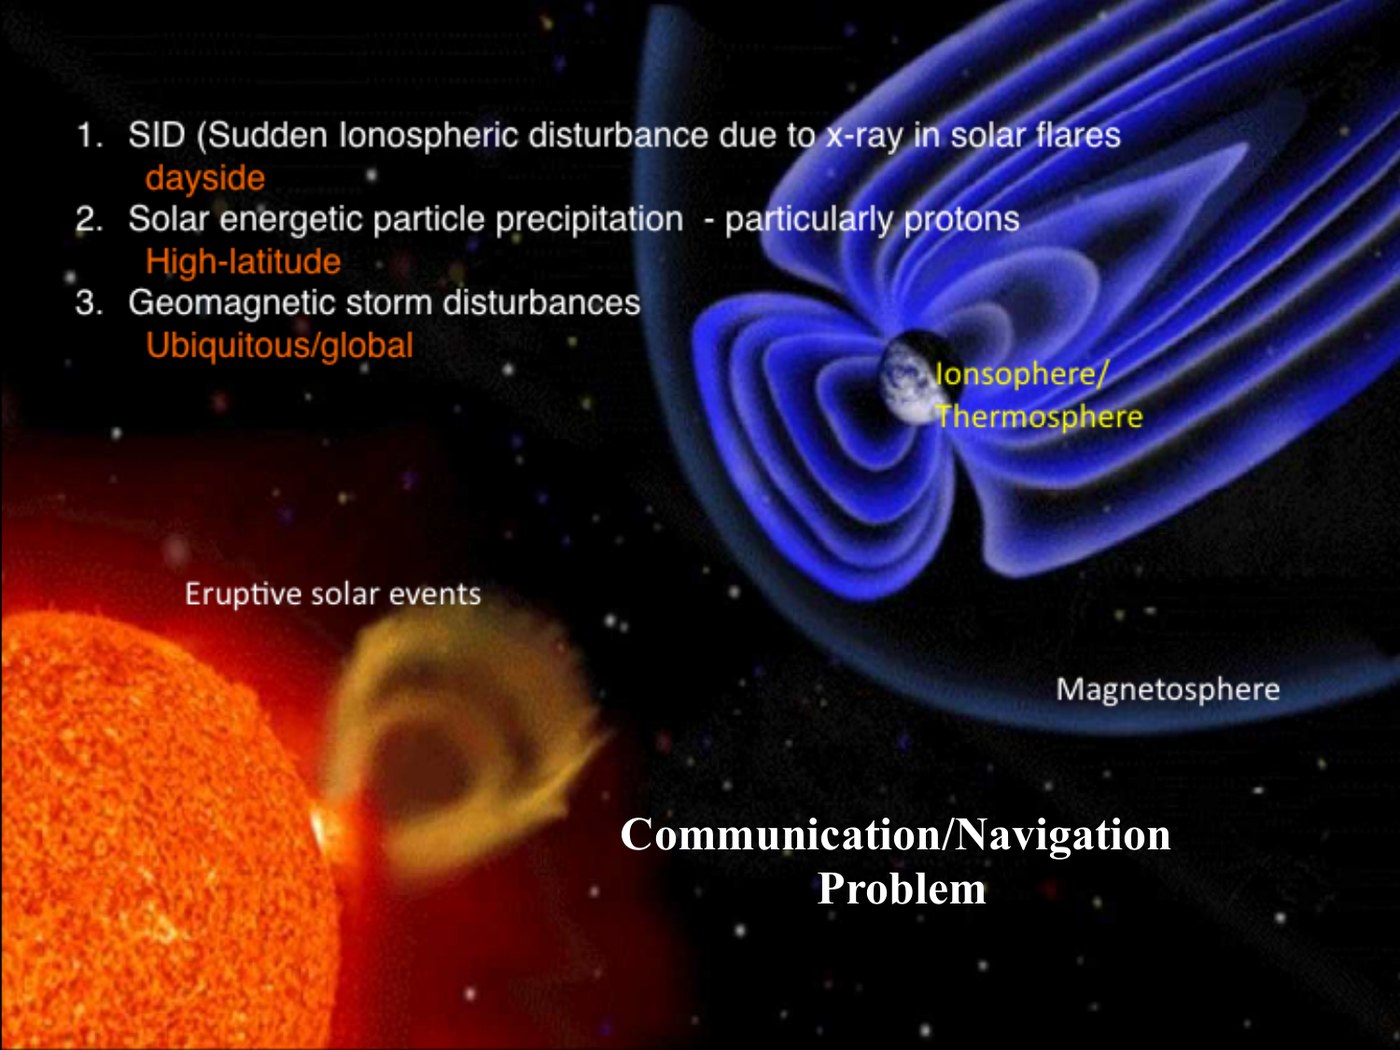 1. SID (Sudden Ionospheric disturbance due to x-ray in solar flares
dayside
2. Solar energetic particle precipitation - particularly protons
High-latitude
3. Geomagnetic storm disturbances
Ubiquitous/global
Ionsophere/
Thermosphere
Eruptive solar events
Magnetosphere
Communication/Navigation
Problem